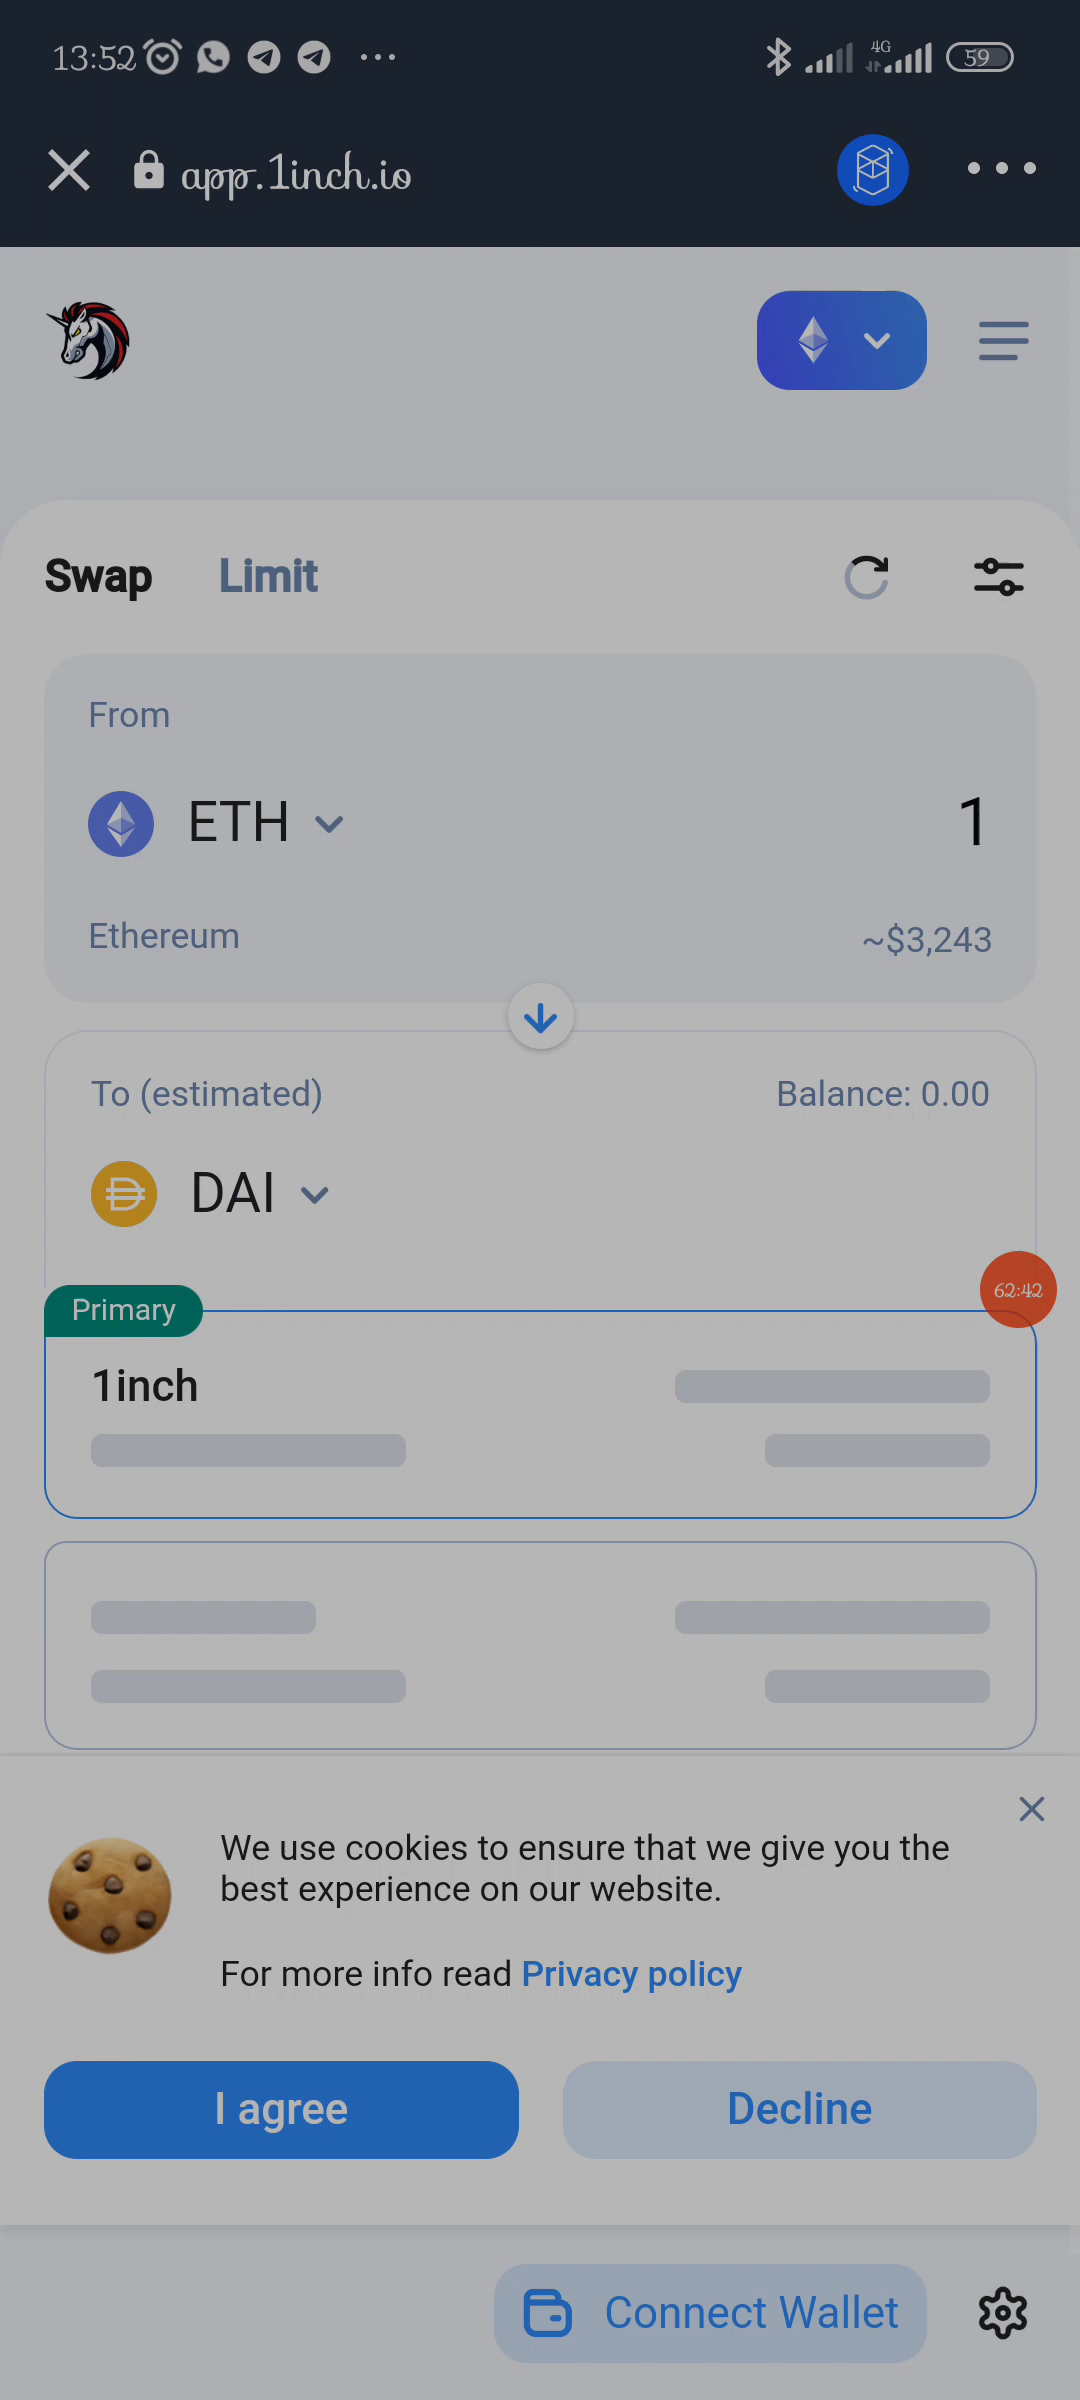 13:52
4G
59
app.1inch.io
Swap
Limit
From
ETH
1
Ethereum
~$3,243
To (estimated)
Balance: 0.00
DAI
62:42
Primary
1inch
We use cookies to ensure that we give you the
best experience on our website.
For more info read Privacy policy
I agree
Decline
Connect Wallet